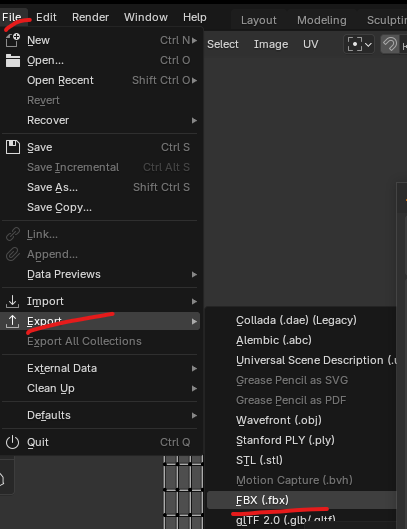 File Edit Render Window Help Layout Modeling Sculptin
New Ctrl N
Select Image UV
Open... Ctrl O
Open Recent Shift Ctrl O
Revert
Recover
Save Ctrl S
Save Incremental Ctrl Alt S
Save As... Shift Ctrl S
Save Copy...
Link...
Append...
Data Previews
Import
Export
Export All Collections
External Data
Clean Up
Defaults
Quit Ctrl Q
Collada (.dae) (Legacy)
Alembic (.abc)
Universal Scene Description (.u
Grease Pencil as SVG
Grease Pencil as PDF
Wavefront (.obj)
Stanford PLY (.ply)
STL (.stl)
Motion Capture (.bvh)
FBX (.fbx)
glTF 2.0 (.glb/.gltf)